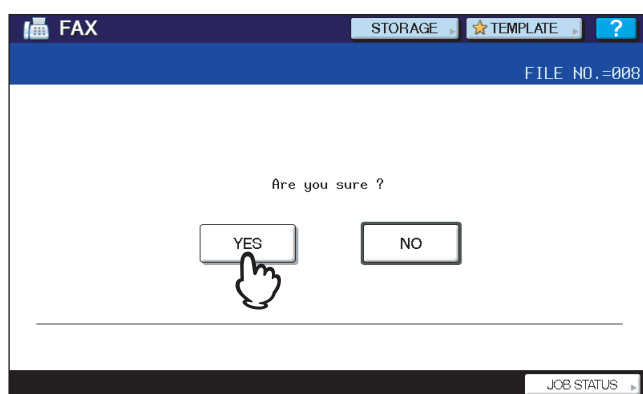 FAX
STORAGE
TEMPLATE
?
FILE NO.=008
Are you sure ?
YES
NO
JOB STATUS